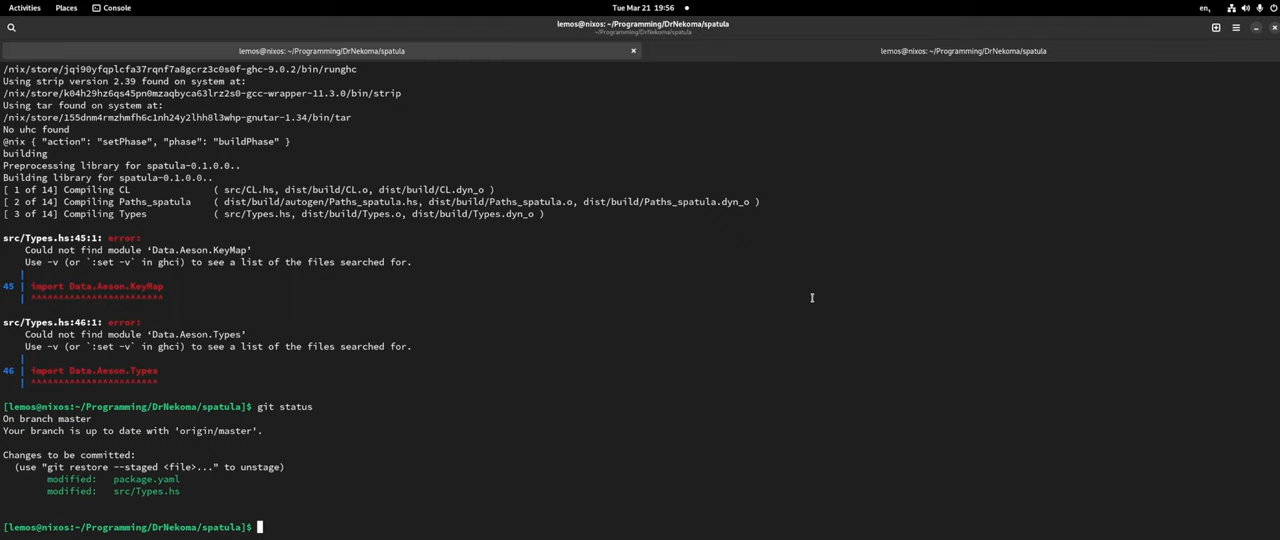 Activities Places Console Tue Mar 21 19:56 en,
lemos@nixos: ~/Programming/DrNekoma/spatula
~/Programming/DrNekoma/spatula
lemos@nixos: ~/Programming/DrNekoma/spatula lemos@nixos: ~/Programming/DrNekoma/spatula
/nix/store/jqi90yfqplcfa37rqnf7a8gcrz3c0s0f-ghc-9.0.2/bin/runghc
Using strip version 2.39 found on system at:
/nix/store/k04h29hz6qs45pn0mzaqbyca63lrz2s0-gcc-wrapper-11.3.0/bin/strip
Using tar found on system at:
/nix/store/155dnm4rmzhmfh6c1nh24y2lhh8l3whp-gnutar-1.34/bin/tar
No uhc found
@nix { "action": "setPhase", "phase": "buildPhase" }
building
Preprocessing library for spatula-0.1.0.0..
Building library for spatula-0.1.0.0..
[ 1 of 14] Compiling CL ( src/CL.hs, dist/build/CL.o, dist/build/CL.dyn_o )
[ 2 of 14] Compiling Paths_spatula ( dist/build/autogen/Paths_spatula.hs, dist/build/Paths_spatula.o, dist/build/Paths_spatula.dyn_o )
[ 3 of 14] Compiling Types ( src/Types.hs, dist/build/Types.o, dist/build/Types.dyn_o )
src/Types.hs:45:1: error:
Could not find module ‘Data.Aeson.KeyMap’
Use -v (or `:set -v` in ghci) to see a list of the files searched for.
|
45 | import Data.Aeson.KeyMap
| ^^^^^^^^^^^^^^^^^^^^^^^^
src/Types.hs:46:1: error:
Could not find module ‘Data.Aeson.Types’
Use -v (or `:set -v` in ghci) to see a list of the files searched for.
|
46 | import Data.Aeson.Types
| ^^^^^^^^^^^^^^^^^^^^^^^
[lemos@nixos:~/Programming/DrNekoma/spatula]$ git status
On branch master
Your branch is up to date with 'origin/master'.
Changes to be committed:
(use "git restore --staged <file>..." to unstage)
modified: package.yaml
modified: src/Types.hs
[lemos@nixos:~/Programming/DrNekoma/spatula]$